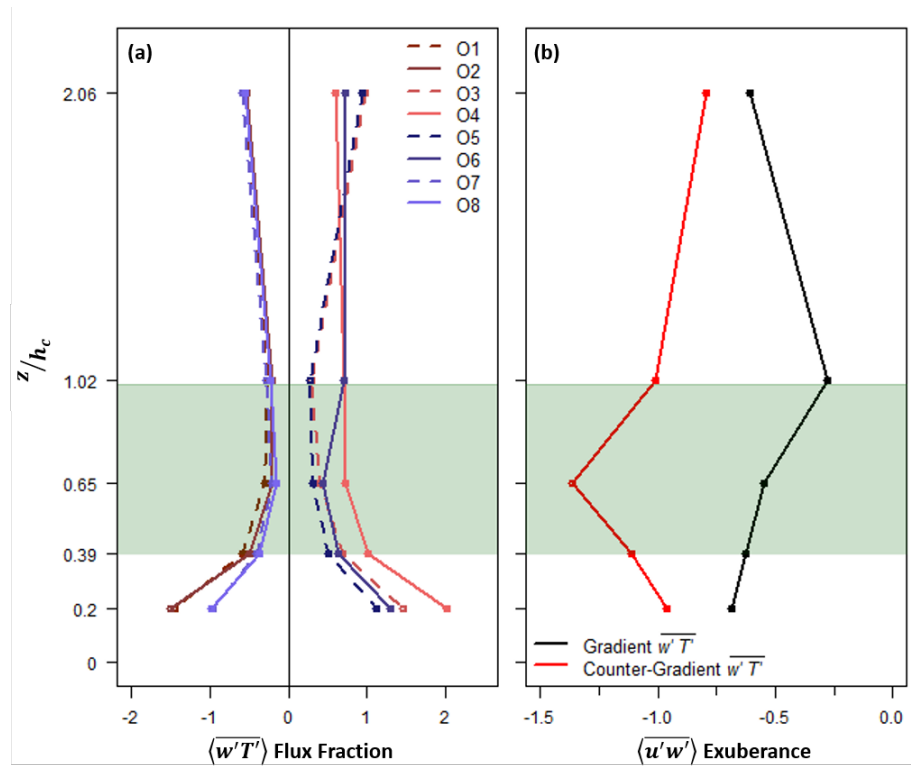 (a)
O1
O2
O3
O4
O5
O6
O7
O8
2.06
1.02
0.65
0.39
0.2
0
z/h_c
-2 -1 0 1 2
⟨w'T'⟩ Flux Fraction
(b)
Gradient w' T'
Counter-Gradient w' T'
-1.5 -1.0 -0.5 0.0
⟨u'w'⟩ Exuberance